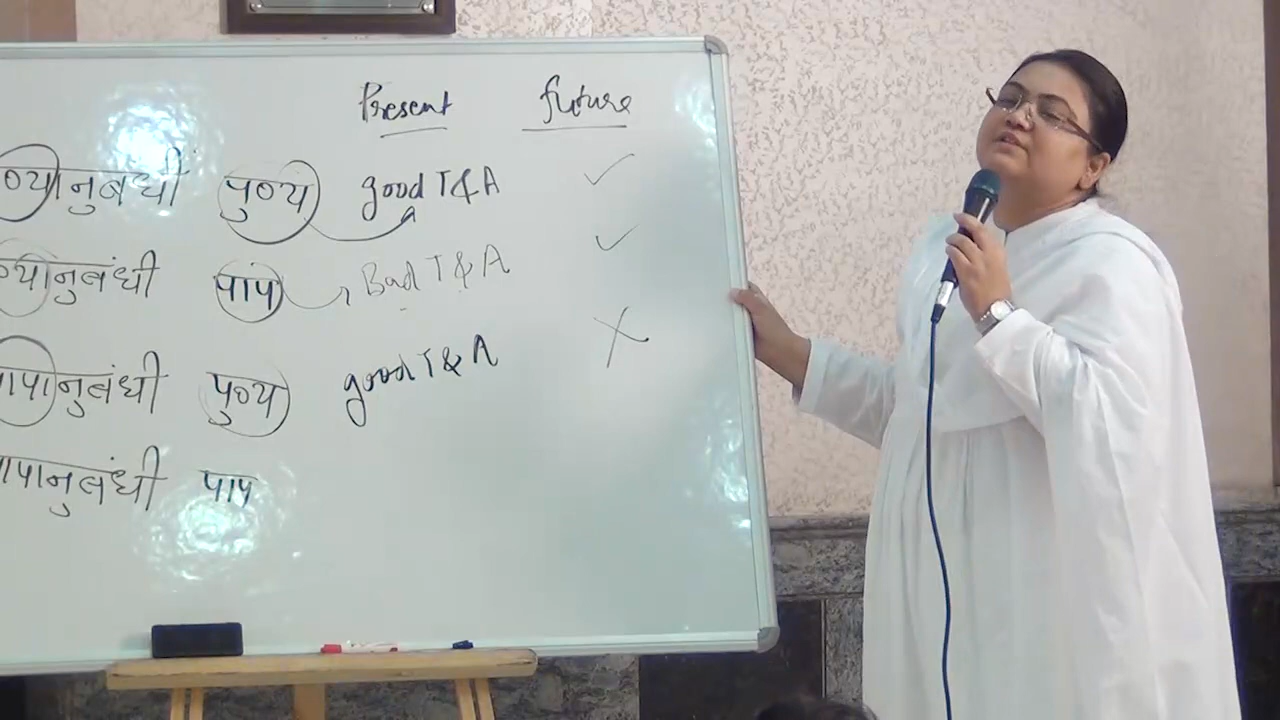 Present future
ण्यानुबंधी पुण्य good T&A ✓
ण्यानुबंधी पाप Bad T&A ✓
पापानुबंधी पुण्य good T&A ✗
पापानुबंधी पाप